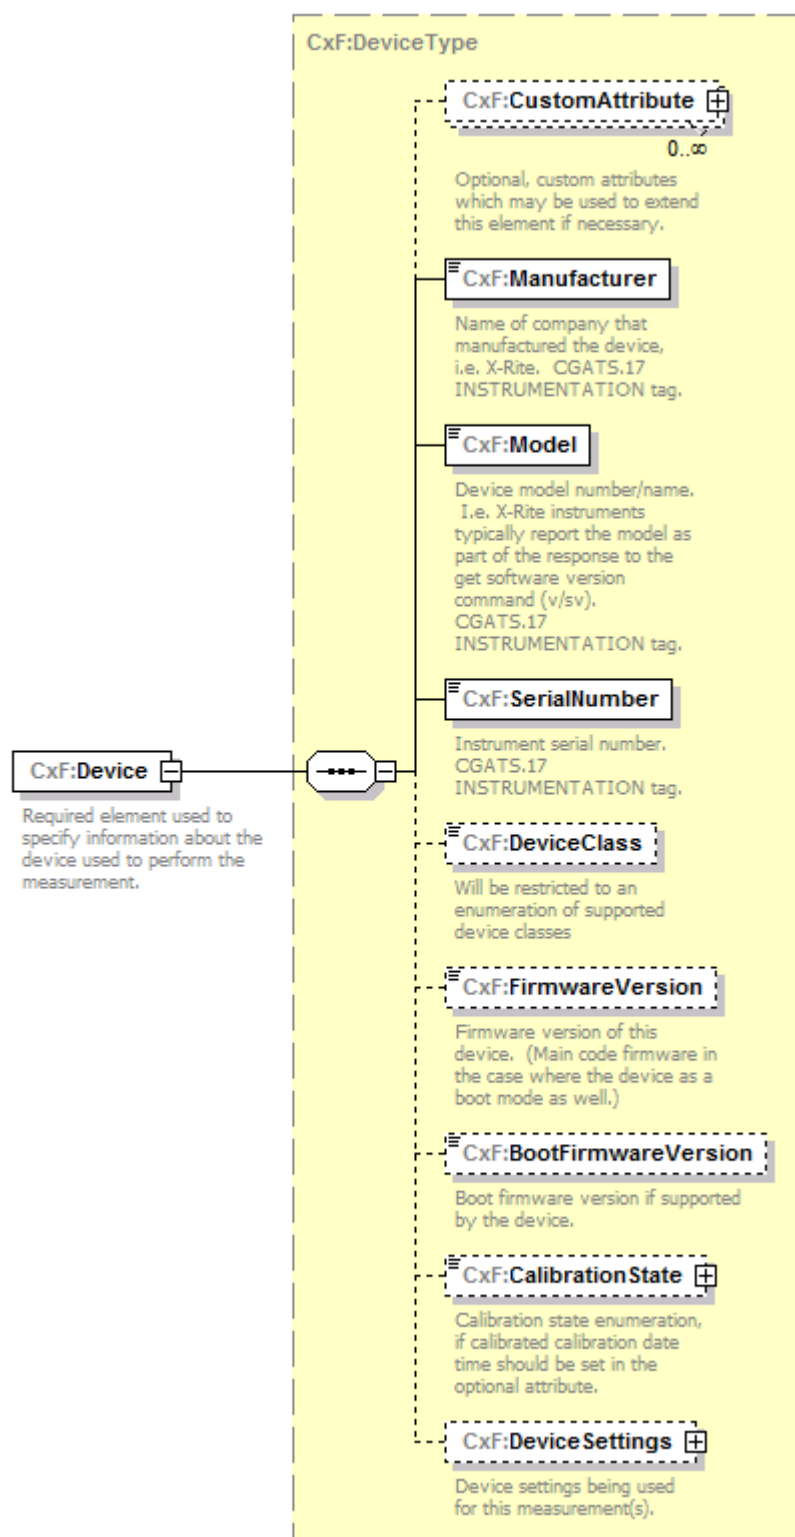 CxF:DeviceType
CxF:CustomAttribute
0..∞
Optional, custom attributes
which may be used to extend
this element if necessary.
CxF:Manufacturer
Name of company that
manufactured the device,
i.e. X-Rite.  CGATS.17
INSTRUMENTATION tag.
CxF:Model
Device model number/name.
I.e. X-Rite instruments
typically report the model as
part of the response to the
get software version
command (v/sv).
CGATS.17
INSTRUMENTATION tag.
CxF:SerialNumber
Instrument serial number.
CGATS.17
INSTRUMENTATION tag.
CxF:Device
Required element used to
specify information about the
device used to perform the
measurement.
CxF:DeviceClass
Will be restricted to an
enumeration of supported
device classes
CxF:FirmwareVersion
Firmware version of this
device.  (Main code firmware in
the case where the device as a
boot mode as well.)
CxF:BootFirmwareVersion
Boot firmware version if supported
by the device.
CxF:CalibrationState
Calibration state enumeration,
if calibrated calibration date
time should be set in the
optional attribute.
CxF:DeviceSettings
Device settings being used
for this measurement(s).